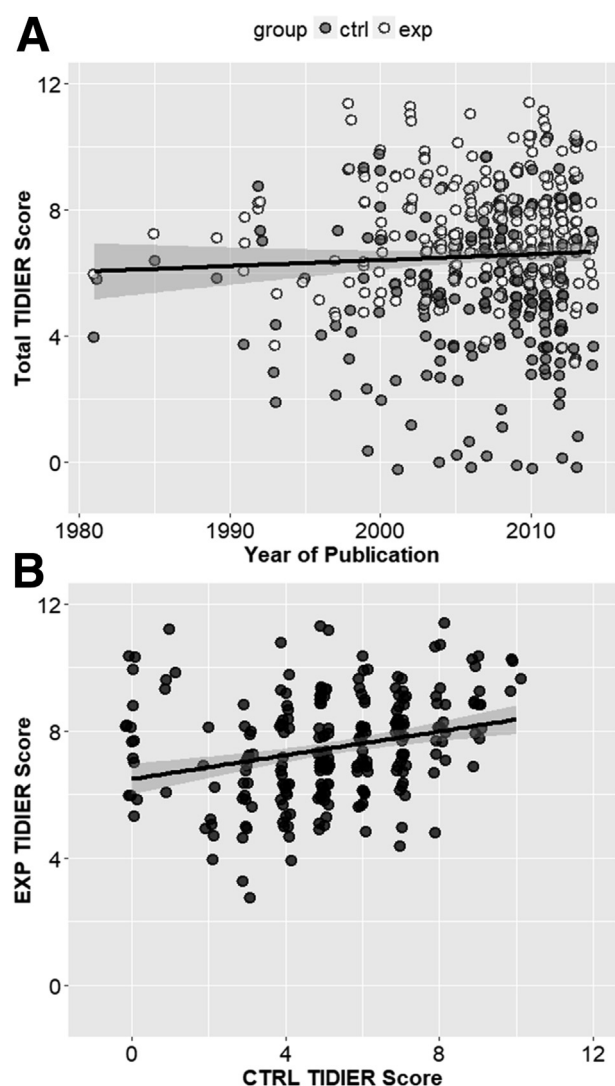 A
group ctrl exp
Total TIDIER Score
12
8
4
0
1980 1990 2000 2010
Year of Publication
B
EXP TIDIER Score
12
8
4
0
0 4 8 12
CTRL TIDIER Score